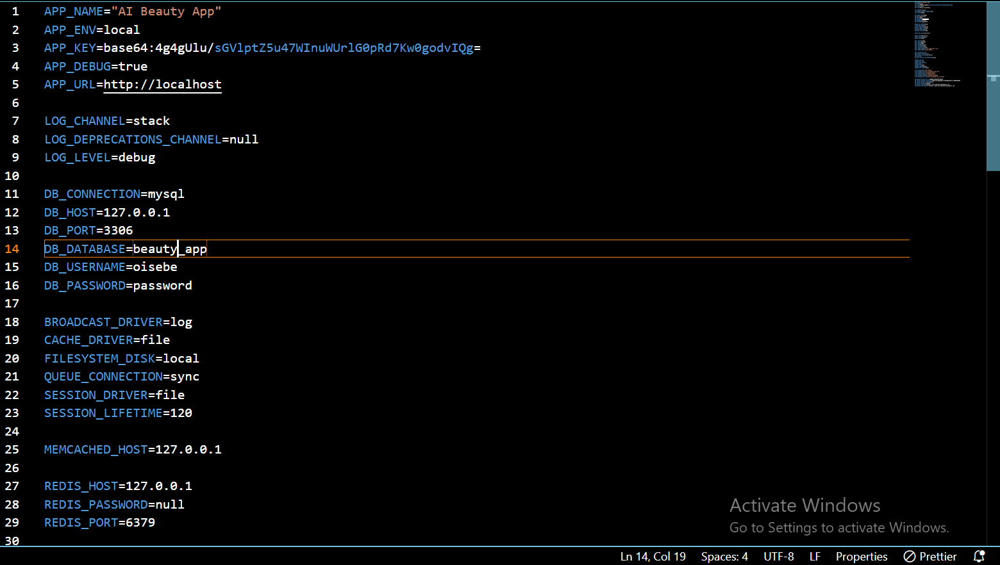 1 APP_NAME="AI Beauty App"
2 APP_ENV=local
3 APP_KEY=base64:4g4gUlu/sGVlptZ5u47WInuWUrlG0pRd7Kw0godvIQg=
4 APP_DEBUG=true
5 APP_URL=http://localhost
6
7 LOG_CHANNEL=stack
8 LOG_DEPRECATIONS_CHANNEL=null
9 LOG_LEVEL=debug
10
11 DB_CONNECTION=mysql
12 DB_HOST=127.0.0.1
13 DB_PORT=3306
14 DB_DATABASE=beauty_app
15 DB_USERNAME=oisebe
16 DB_PASSWORD=password
17
18 BROADCAST_DRIVER=log
19 CACHE_DRIVER=file
20 FILESYSTEM_DISK=local
21 QUEUE_CONNECTION=sync
22 SESSION_DRIVER=file
23 SESSION_LIFETIME=120
24
25 MEMCACHED_HOST=127.0.0.1
26
27 REDIS_HOST=127.0.0.1
28 REDIS_PASSWORD=null
29 REDIS_PORT=6379
30
Activate Windows
Go to Settings to activate Windows.
Ln 14, Col 19 Spaces: 4 UTF-8 LF Properties Prettier